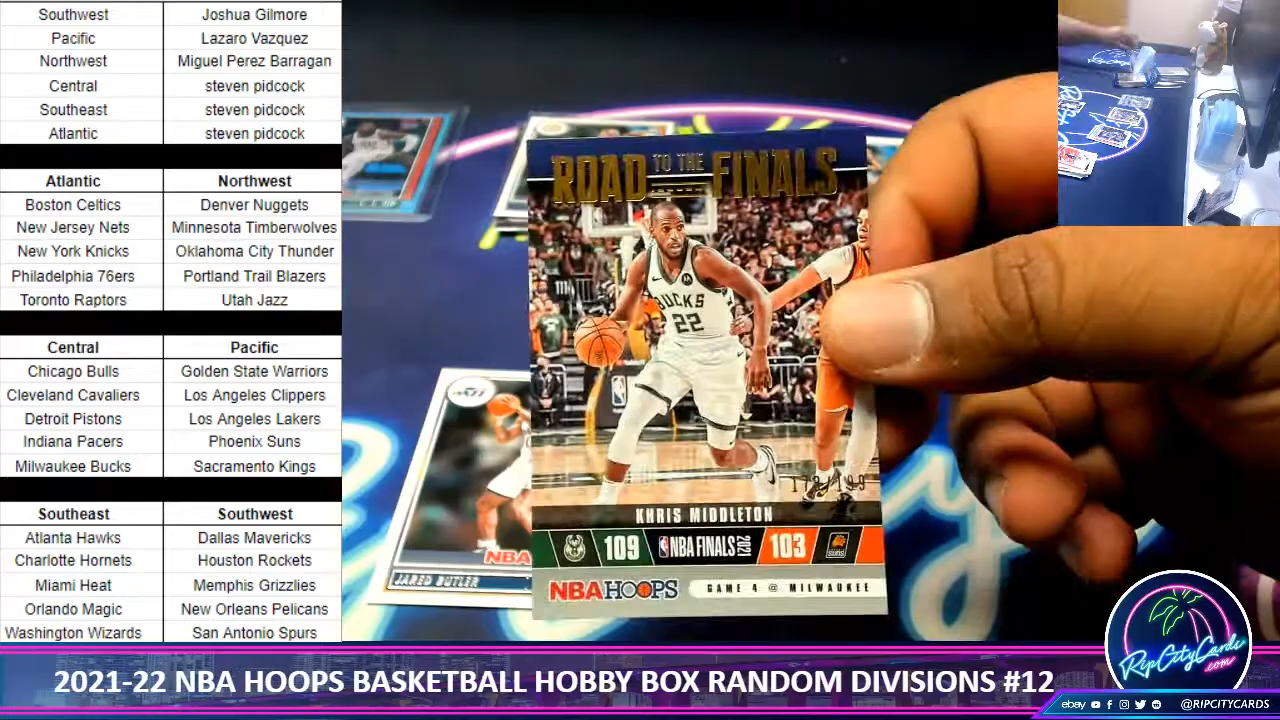 Southwest Joshua Gilmore
Pacific Lazaro Vazquez
Northwest Miguel Perez Barragan
Central steven pidcock
Southeast steven pidcock
Atlantic steven pidcock
Atlantic Northwest
Boston Celtics Denver Nuggets
New Jersey Nets Minnesota Timberwolves
New York Knicks Oklahoma City Thunder
Philadelphia 76ers Portland Trail Blazers
Toronto Raptors Utah Jazz
Central Pacific
Chicago Bulls Golden State Warriors
Cleveland Cavaliers Los Angeles Clippers
Detroit Pistons Los Angeles Lakers
Indiana Pacers Phoenix Suns
Milwaukee Bucks Sacramento Kings
Southeast Southwest
Atlanta Hawks Dallas Mavericks
Charlotte Hornets Houston Rockets
Miami Heat Memphis Grizzlies
Orlando Magic New Orleans Pelicans
Washington Wizards San Antonio Spurs
ROAD TO THE FINALS
BUCKS
22
KHRIS MIDDLETON
109 NBA FINALS 2021 103 SUNS
NBA HOOPS GAME 4 @ MILWAUKEE
NBA
JARED BUTLER
RipCityCards
.com
2021-22 NBA HOOPS BASKETBALL HOBBY BOX RANDOM DIVISIONS #12
ebay @RIPCITYCARDS